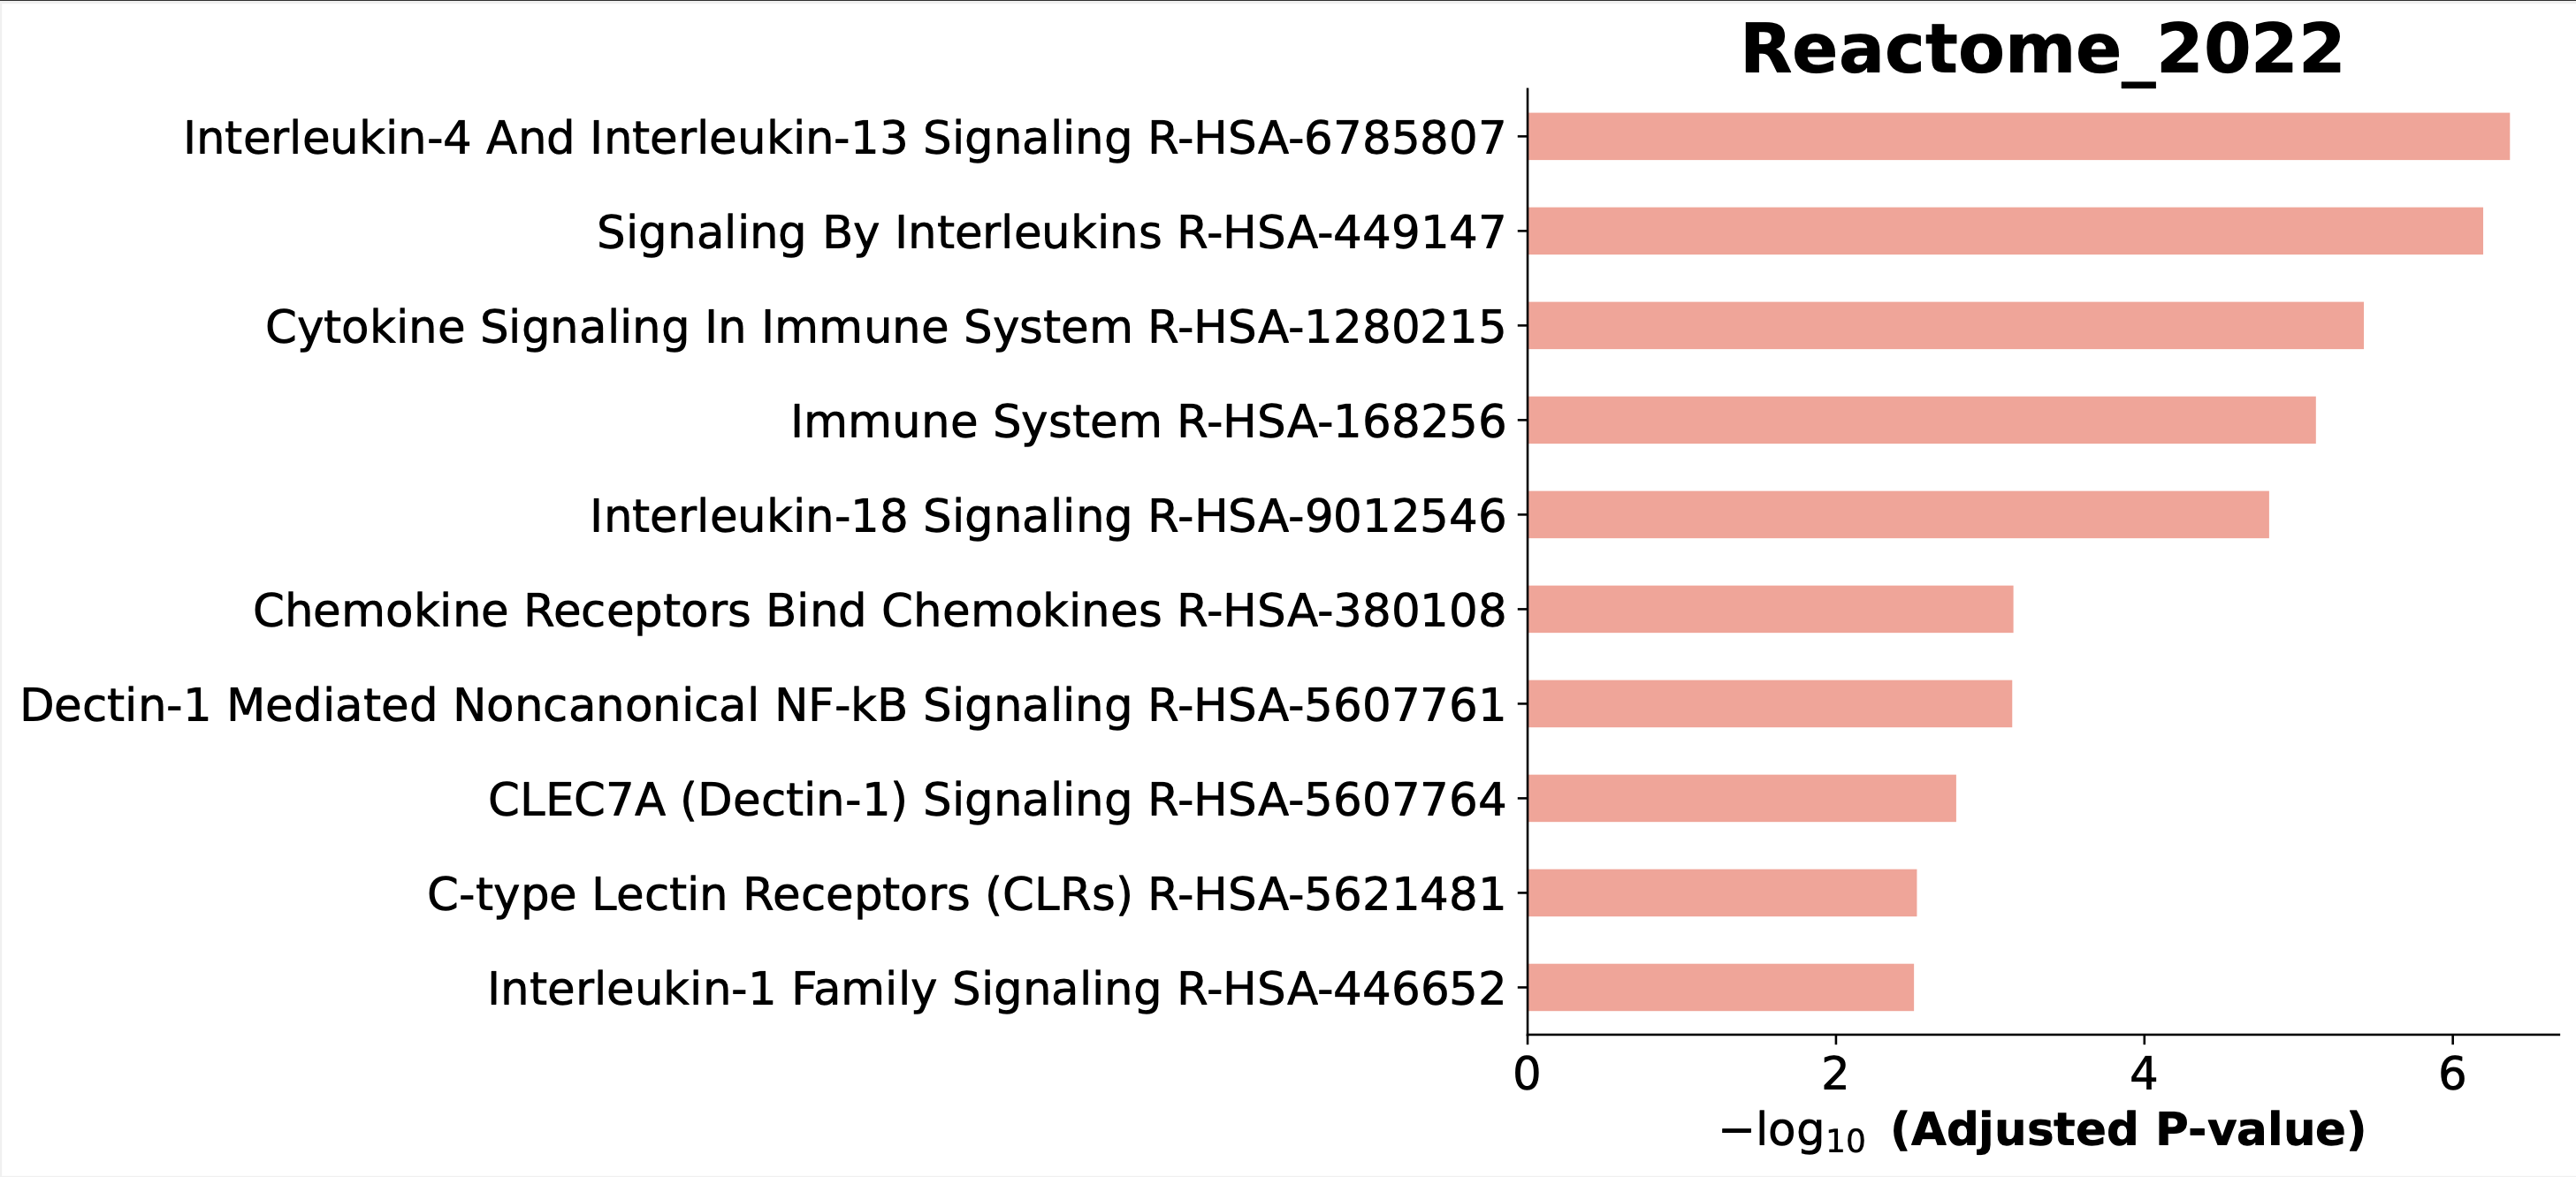 Reactome_2022
Interleukin-4 And Interleukin-13 Signaling R-HSA-6785807
Signaling By Interleukins R-HSA-449147
Cytokine Signaling In Immune System R-HSA-1280215
Immune System R-HSA-168256
Interleukin-18 Signaling R-HSA-9012546
Chemokine Receptors Bind Chemokines R-HSA-380108
Dectin-1 Mediated Noncanonical NF-kB Signaling R-HSA-5607761
CLEC7A (Dectin-1) Signaling R-HSA-5607764
C-type Lectin Receptors (CLRs) R-HSA-5621481
Interleukin-1 Family Signaling R-HSA-446652
0 2 4 6
−log₁₀ (Adjusted P-value)